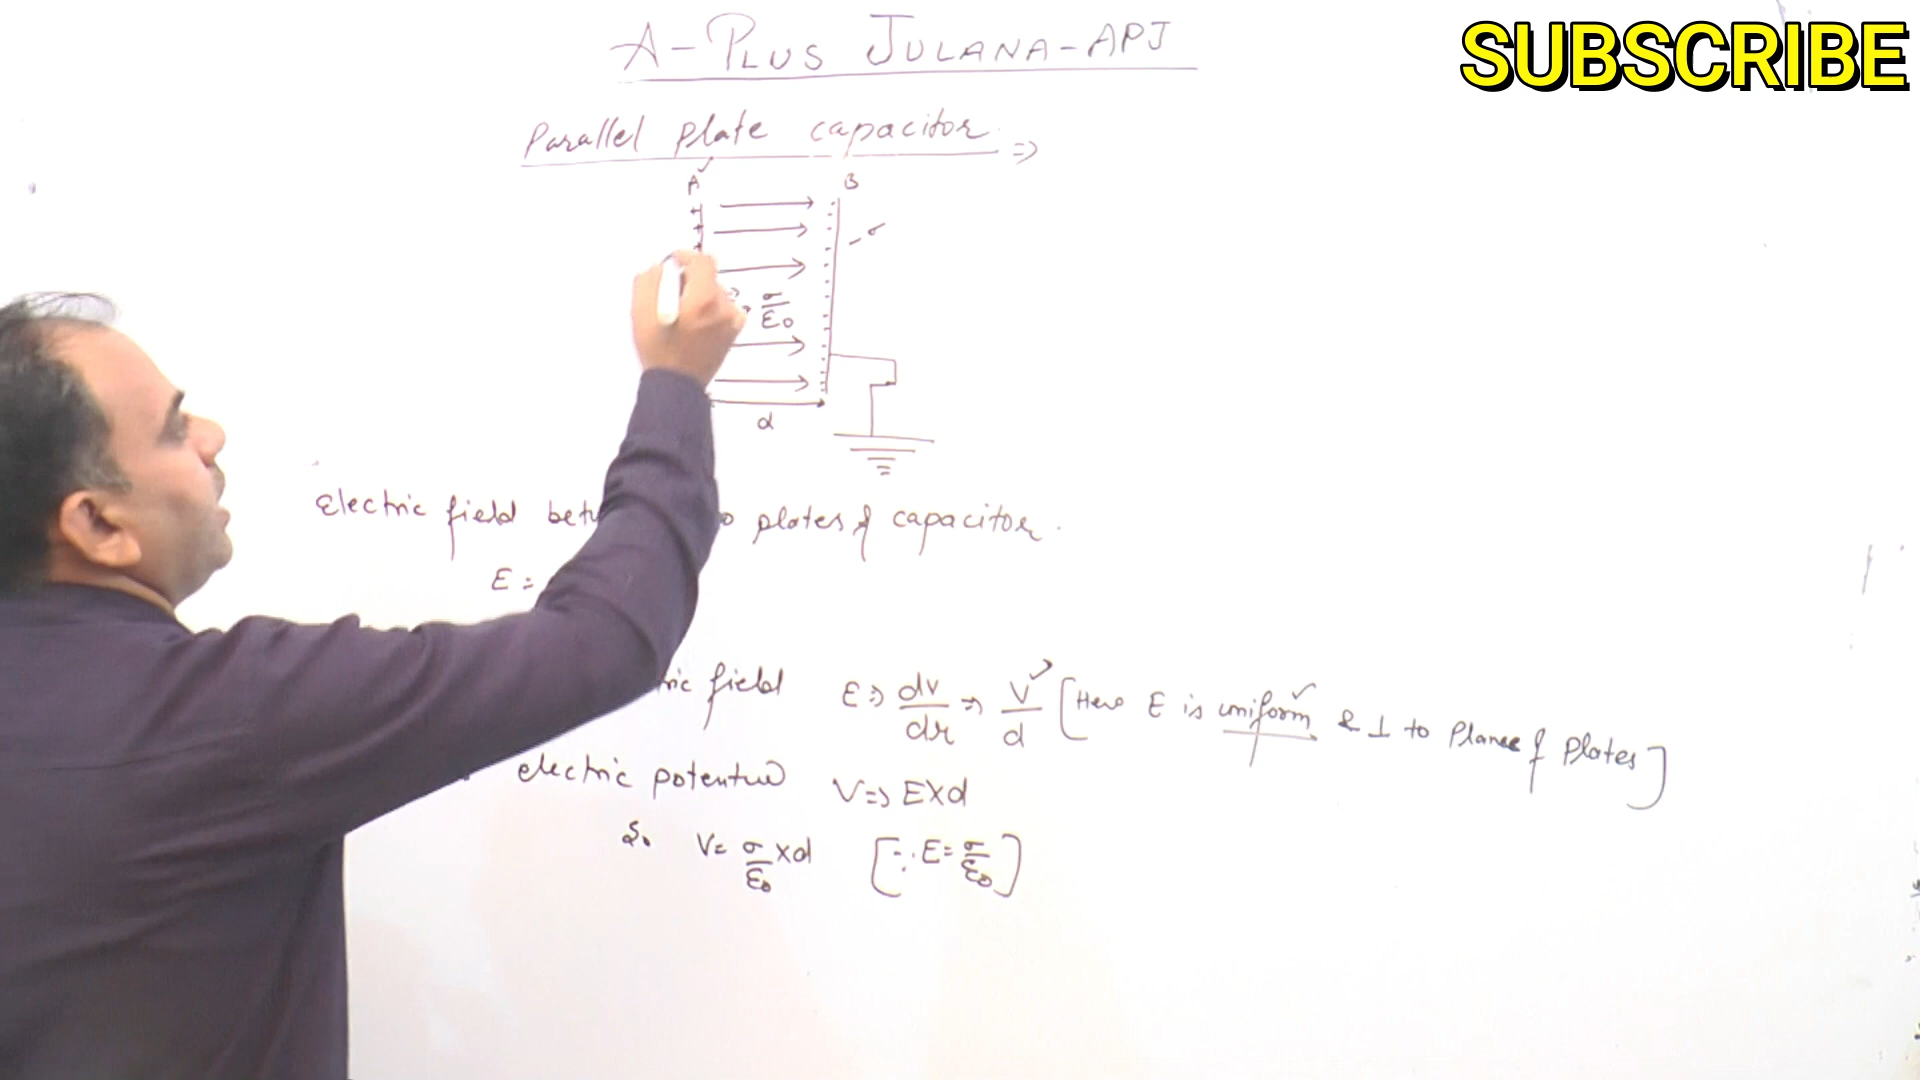 SUBSCRIBE
A-PLUS JULANA-APJ
Parallel plate capacitor ⇒
A B
-σ
σ/ε0
d
Electric field plates of capacitor.
E =
field E ⇒ dv/dr ⇒ V/d [Here E is uniform & ⊥ to Plane of Plates]
electric potential V ⇒ E×d
So V = σ/ε0 ×d [∵ E = σ/ε0]